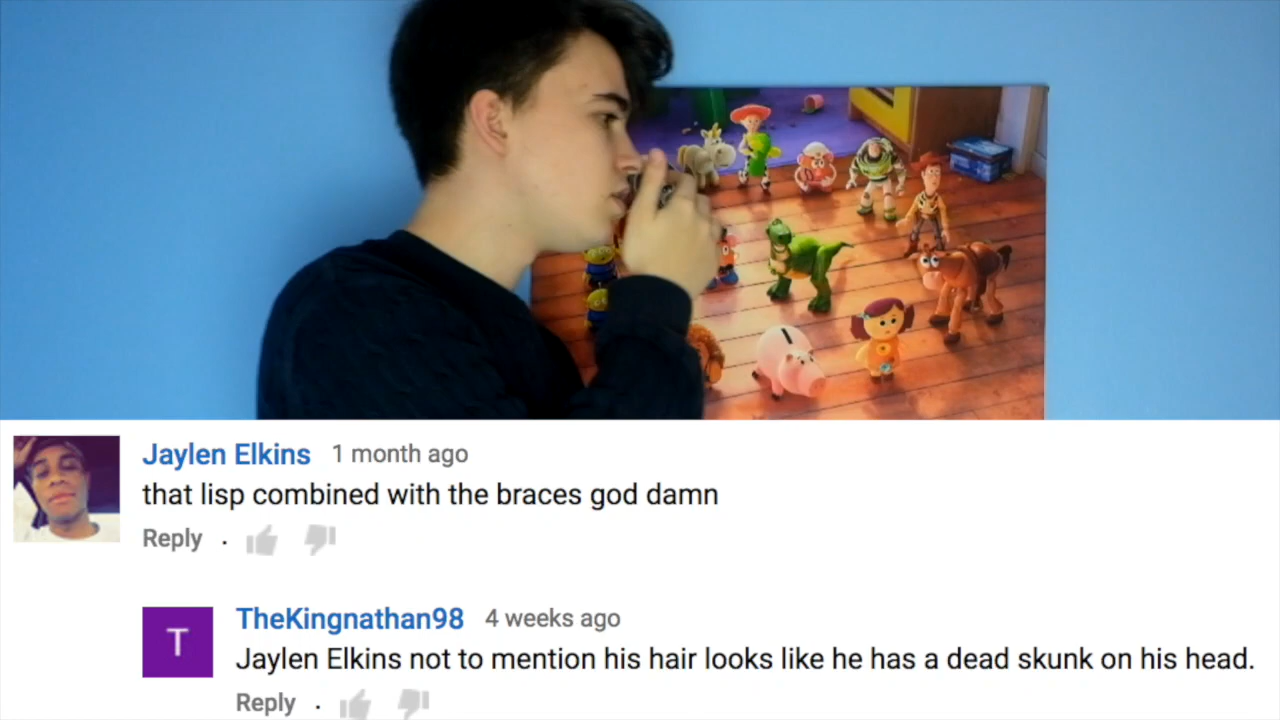 Jaylen Elkins 1 month ago
that lisp combined with the braces god damn
Reply .
T
TheKingnathan98 4 weeks ago
Jaylen Elkins not to mention his hair looks like he has a dead skunk on his head.
Reply .